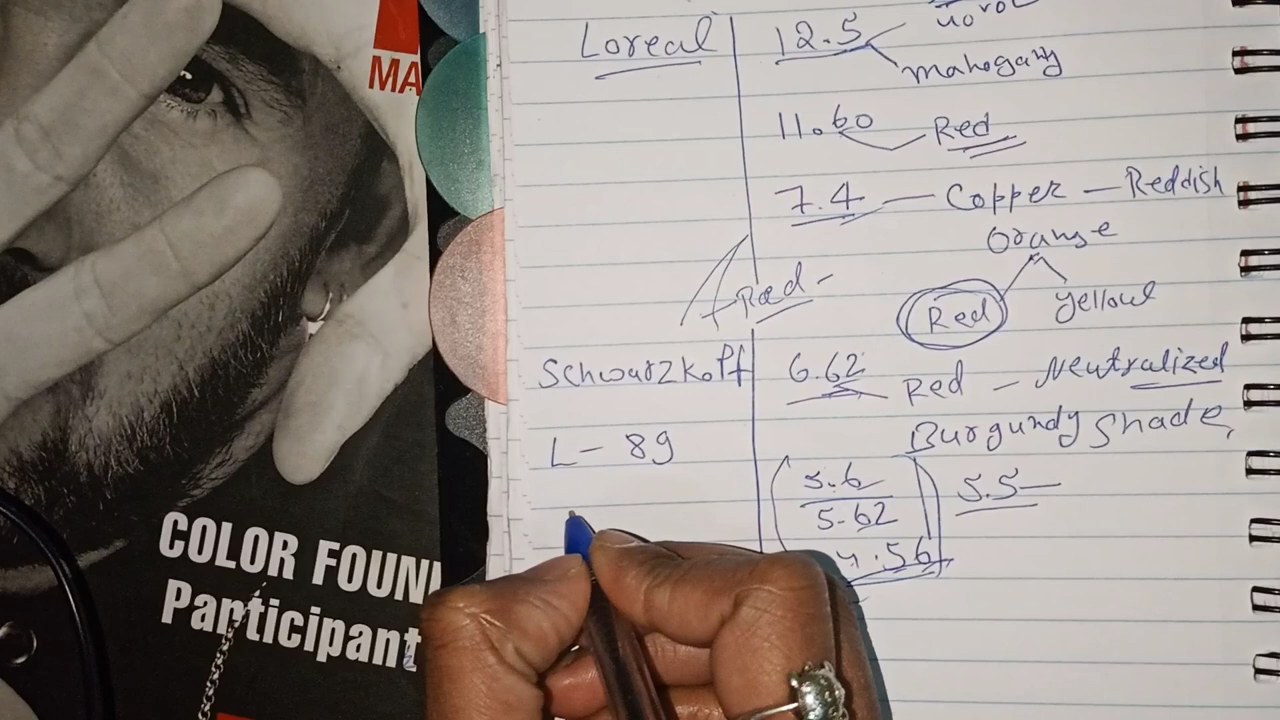 Loreal 12.5
mahogany
11.60 Red
7.4 — Copper — Reddish
Orange
Red - Red yellow
Schwarzkoff 6.62 Red - Neutralized
Burgundy Shade,
L - 89
5.6 5.5 —
5.62
4.56
MA
COLOR FOUN
Participant